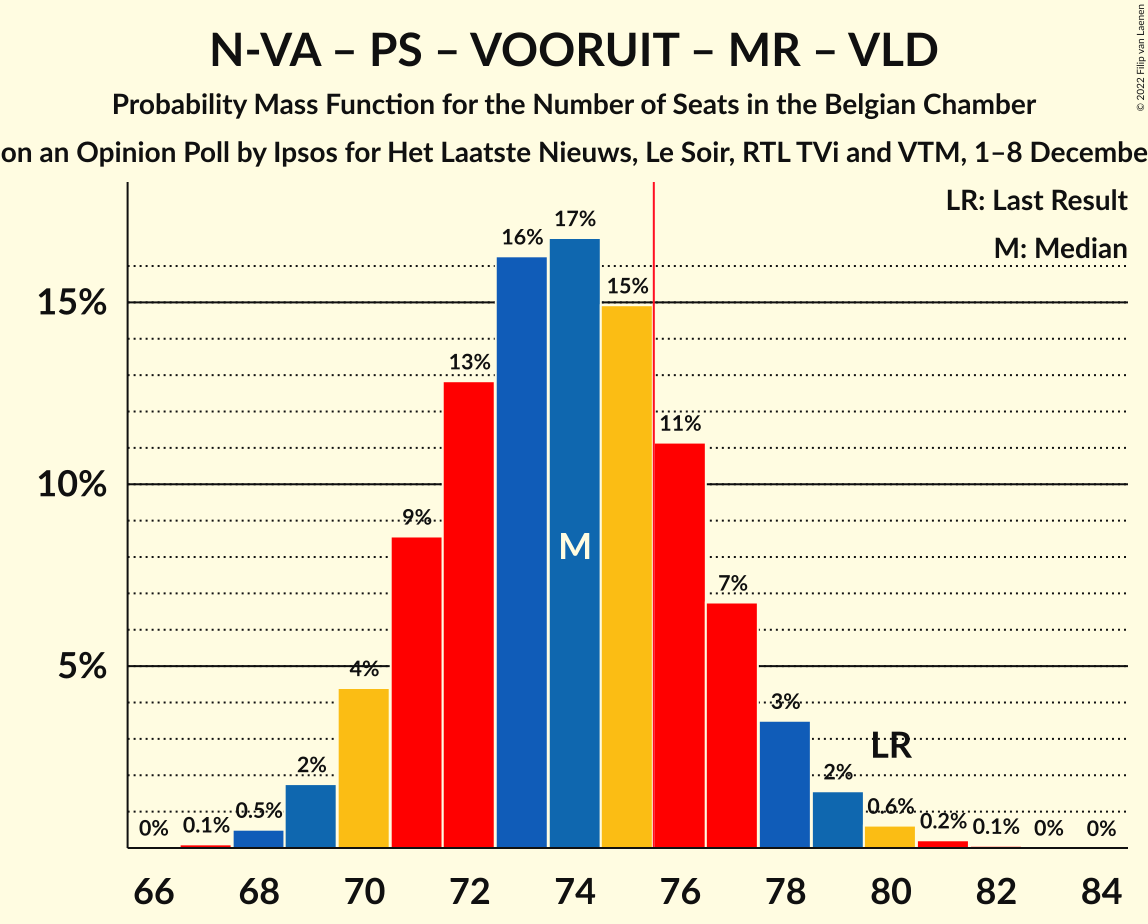 N-VA – PS – VOORUIT – MR – VLD
Probability Mass Function for the Number of Seats in the Belgian Chamber
on an Opinion Poll by Ipsos for Het Laatste Nieuws, Le Soir, RTL TVi and VTM, 1–8 Decembe
© 2022 Filip van Laenen
LR: Last Result
M: Median
15%
10%
5%
0%
0.1%
0.5%
2%
4%
9%
13%
16%
17%
15%
11%
7%
3%
2%
0.6%
0.2%
0.1%
0%
0%
M
LR
66 68 70 72 74 76 78 80 82 84